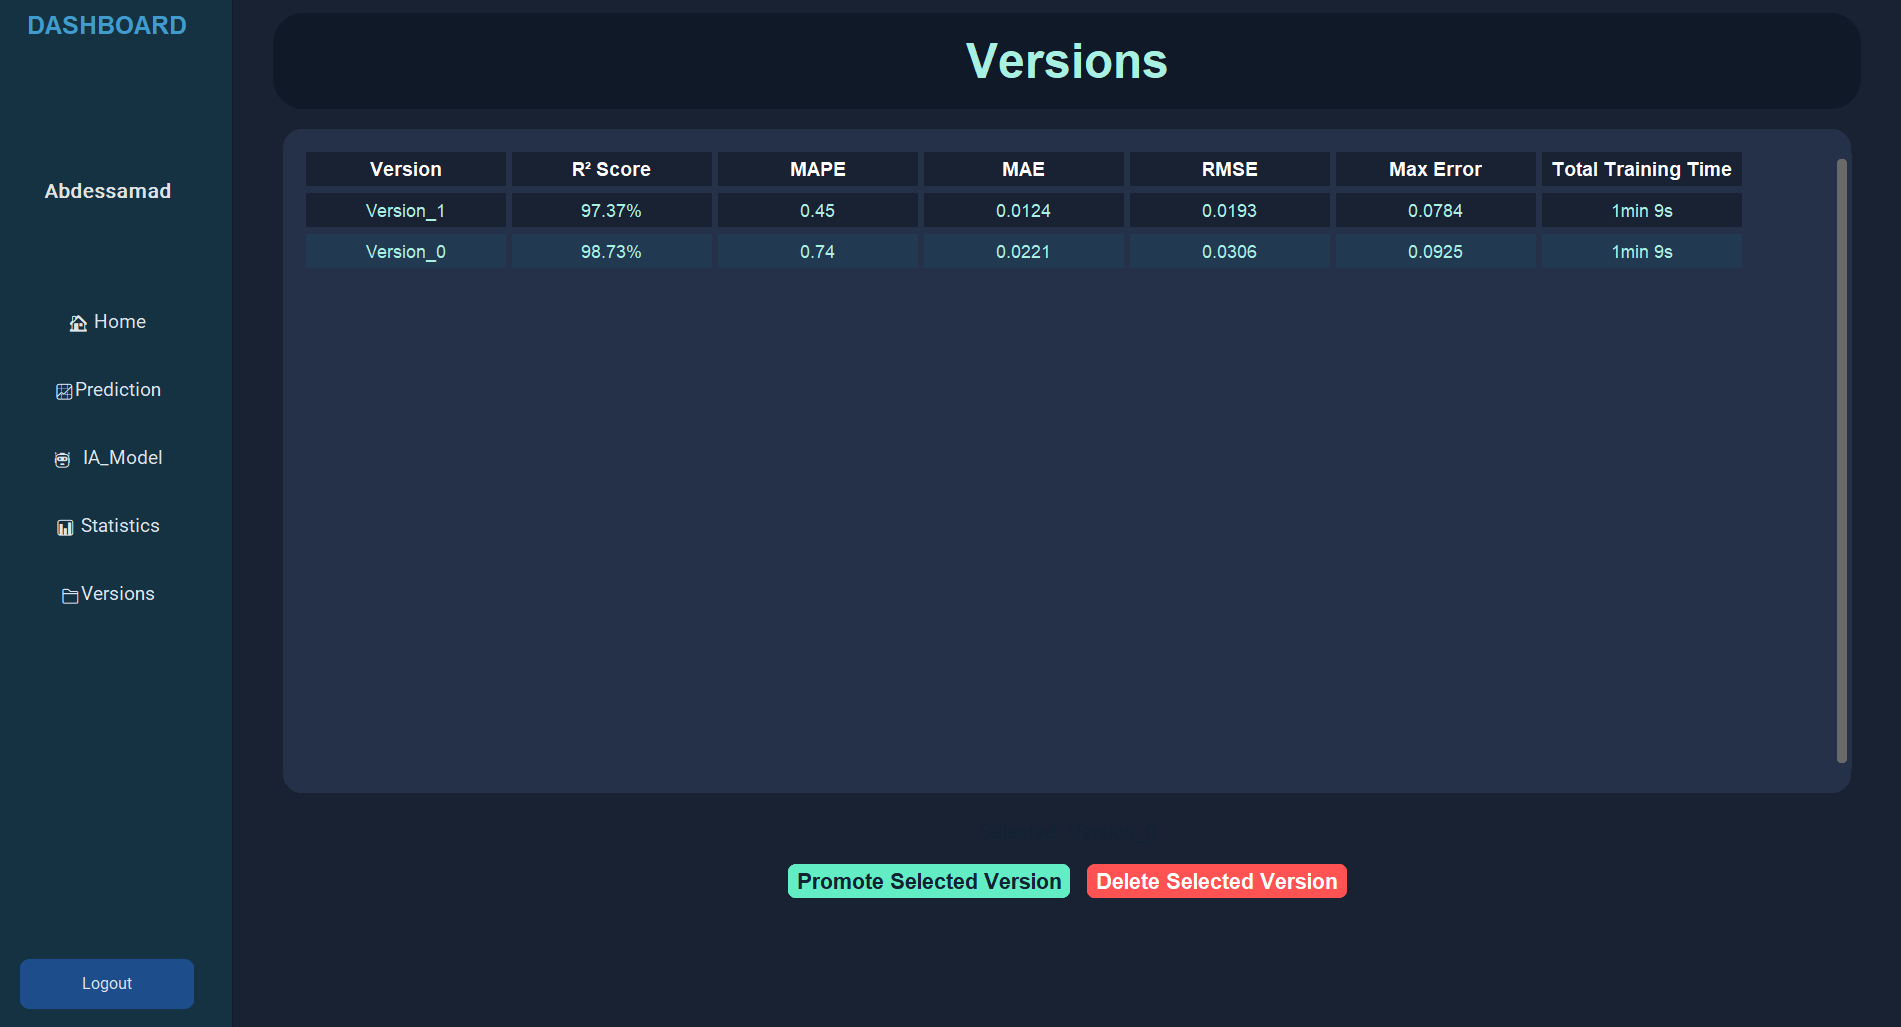 DASHBOARD
Abdessamad
Home
Prediction
IA_Model
Statistics
Versions
Logout
Versions
Version R² Score MAPE MAE RMSE Max Error Total Training Time
Version_1 97.37% 0.45 0.0124 0.0193 0.0784 1min 9s
Version_0 98.73% 0.74 0.0221 0.0306 0.0925 1min 9s
Promote Selected Version Delete Selected Version